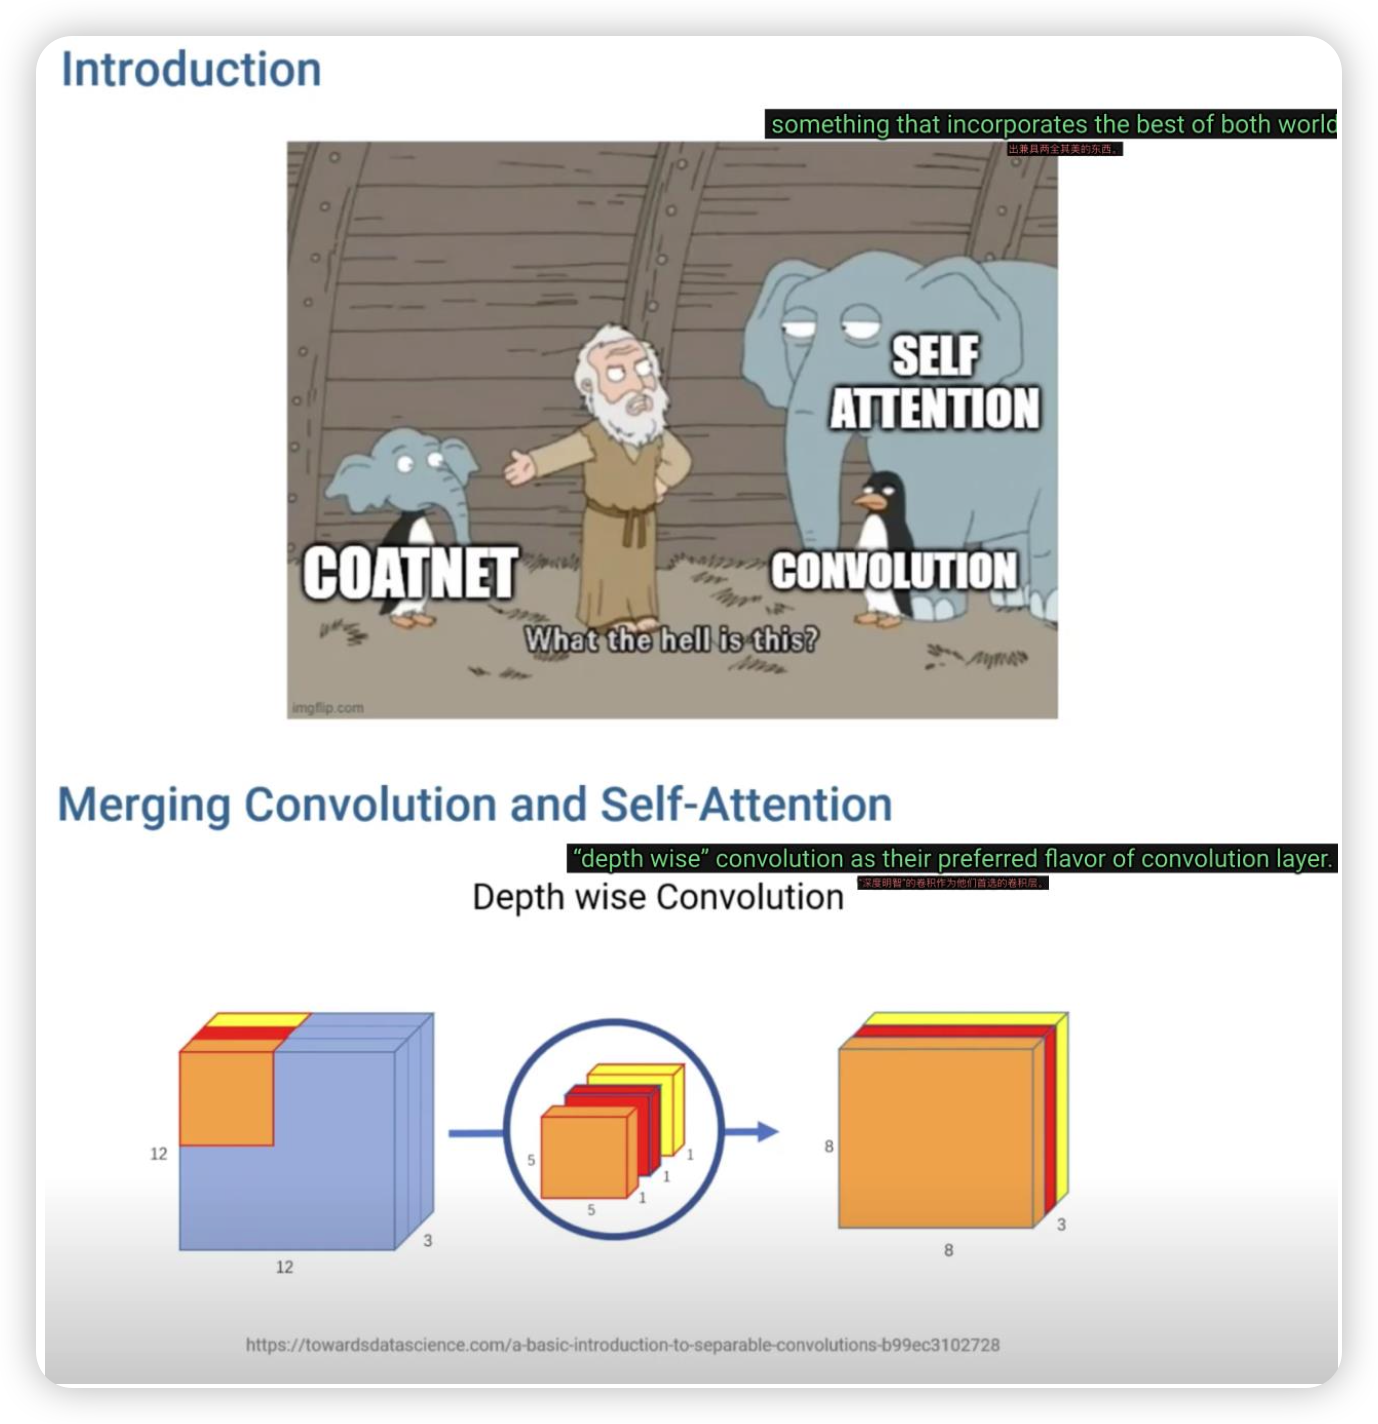 Introduction
something that incorporates the best of both world
出兼具两全其美的东西。
SELF
ATTENTION
COATNET
CONVOLUTION
What the hell is this?
imgflip.com
Merging Convolution and Self-Attention
“depth wise” convolution as their preferred flavor of convolution layer.
“深度明智”的卷积作为他们首选的卷积层。
Depth wise Convolution
12
12
3
5
5
1
1
1
8
8
3
https://towardsdatascience.com/a-basic-introduction-to-separable-convolutions-b99ec3102728